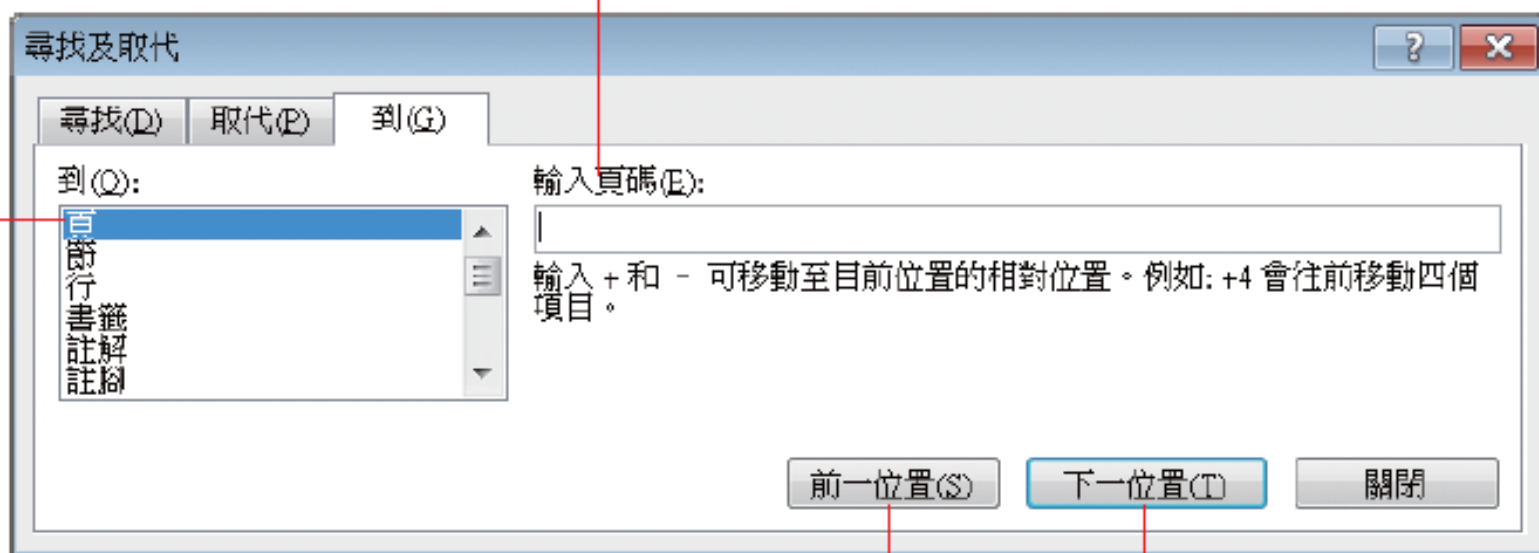 尋找及取代
尋找(D) 取代(P) 到(G)
到(O):
頁
節
行
書籤
註解
註腳
輸入頁碼(E):
輸入 + 和 - 可移動至目前位置的相對位置。例如: +4 會往前移動四個
項目。
前一位置(S) 下一位置(T) 關閉